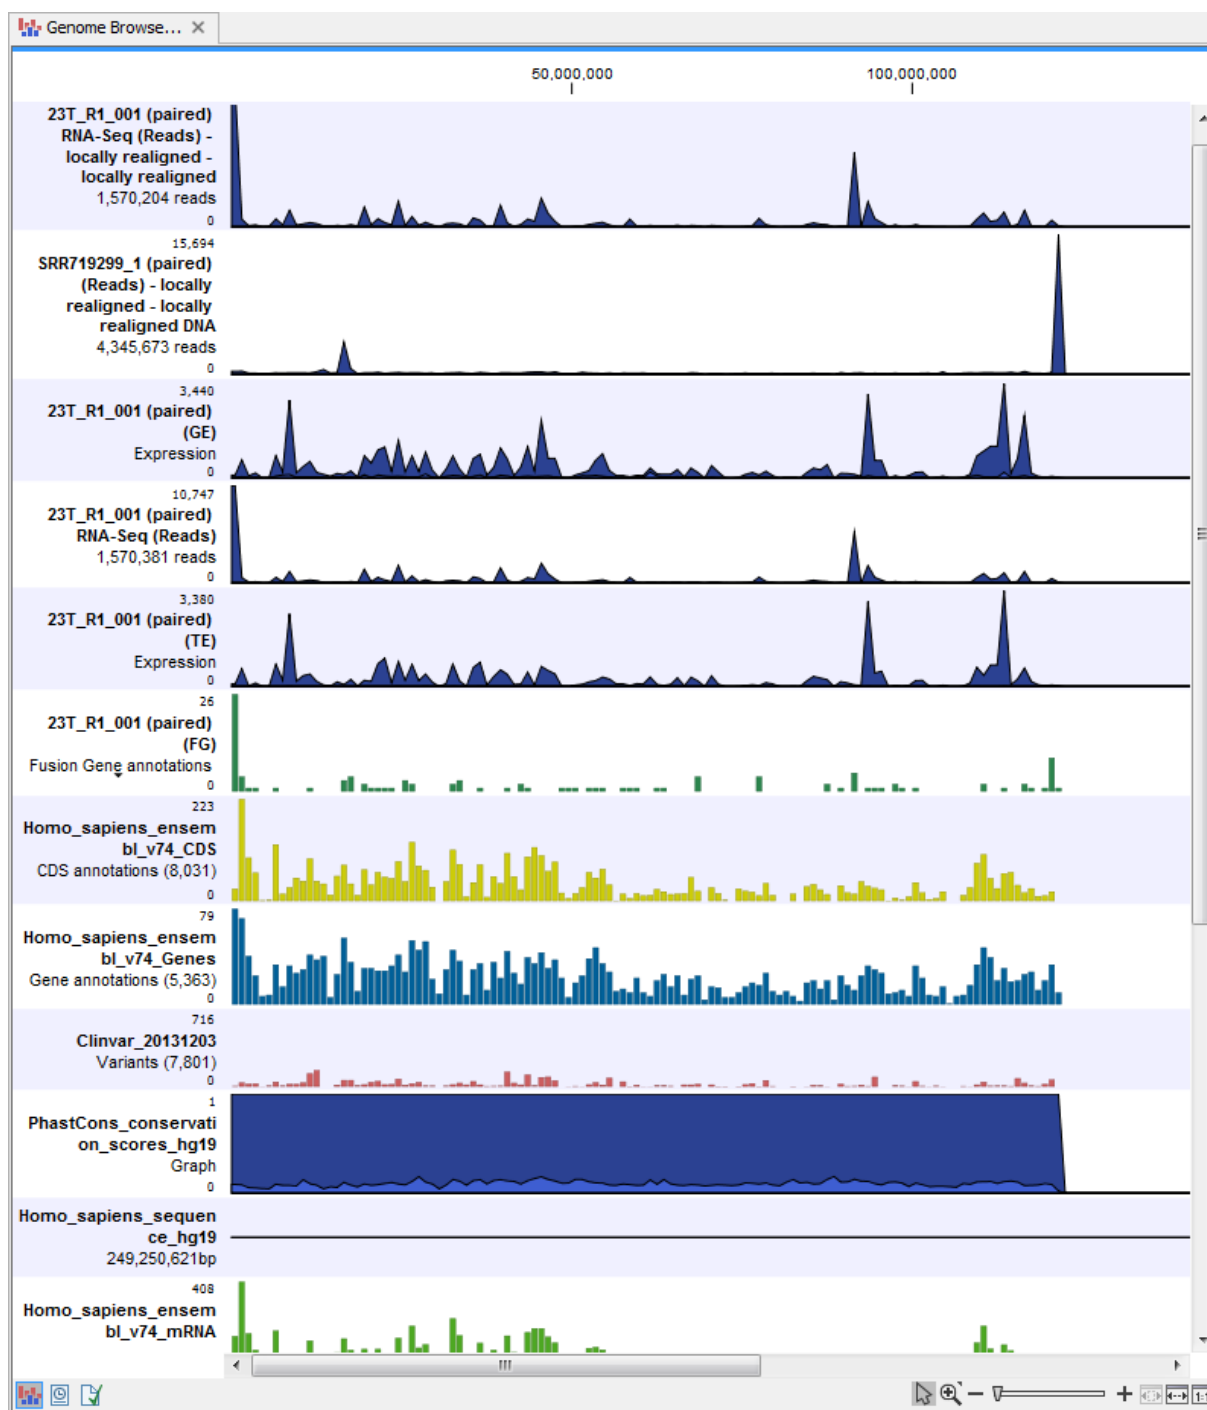 Genome Browse...
50,000,000 100,000,000
23T_R1_001 (paired)
RNA-Seq (Reads) -
locally realigned -
locally realigned
1,570,204 reads
0
15,694
SRR719299_1 (paired)
(Reads) - locally
realigned - locally
realigned DNA
4,345,673 reads
0
3,440
23T_R1_001 (paired)
(GE)
Expression
0
10,747
23T_R1_001 (paired)
RNA-Seq (Reads)
1,570,381 reads
0
3,380
23T_R1_001 (paired)
(TE)
Expression
0
26
23T_R1_001 (paired)
(FG)
Fusion Gene annotations
0
223
Homo_sapiens_ensem
bl_v74_CDS
CDS annotations (8,031)
0
79
Homo_sapiens_ensem
bl_v74_Genes
Gene annotations (5,363)
0
716
Clinvar_20131203
Variants (7,801)
0
1
PhastCons_conservati
on_scores_hg19
Graph
0
Homo_sapiens_sequen
ce_hg19
249,250,621bp
408
Homo_sapiens_ensem
bl_v74_mRNA